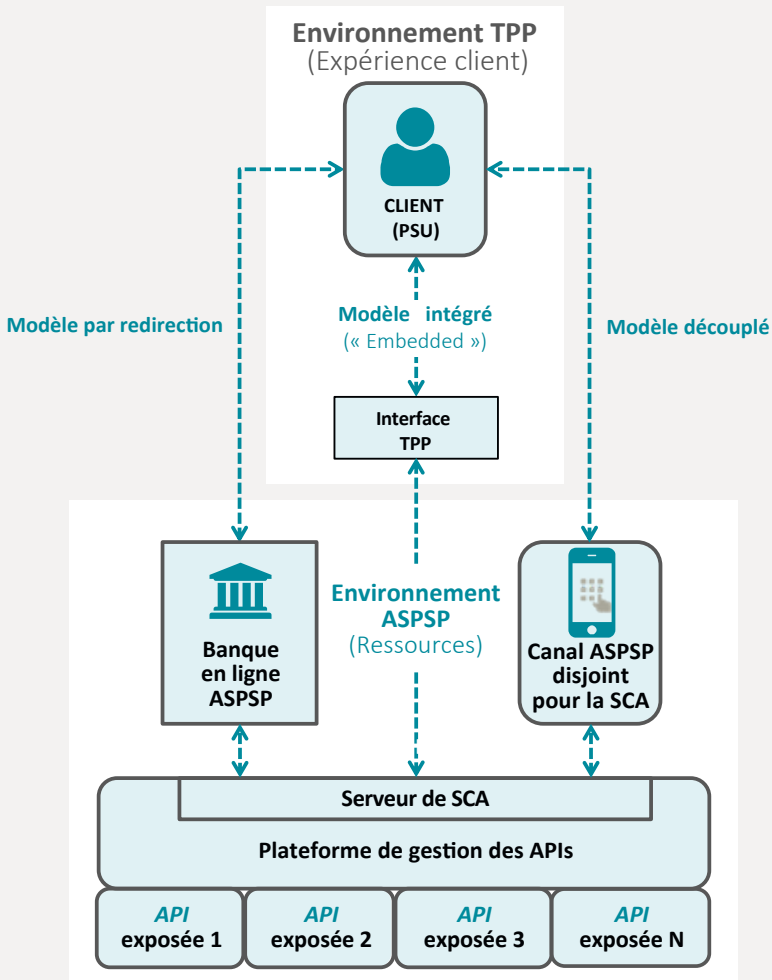 Environnement TPP
(Expérience client)
CLIENT
(PSU)
Modèle par redirection
Modèle intégré
(« Embedded »)
Modèle découplé
Interface
TPP
Banque
en ligne
ASPSP
Environnement
ASPSP
(Ressources)
Canal ASPSP
disjoint
pour la SCA
Serveur de SCA
Plateforme de gestion des APIs
API
exposée 1
API
exposée 2
API
exposée 3
API
exposée N